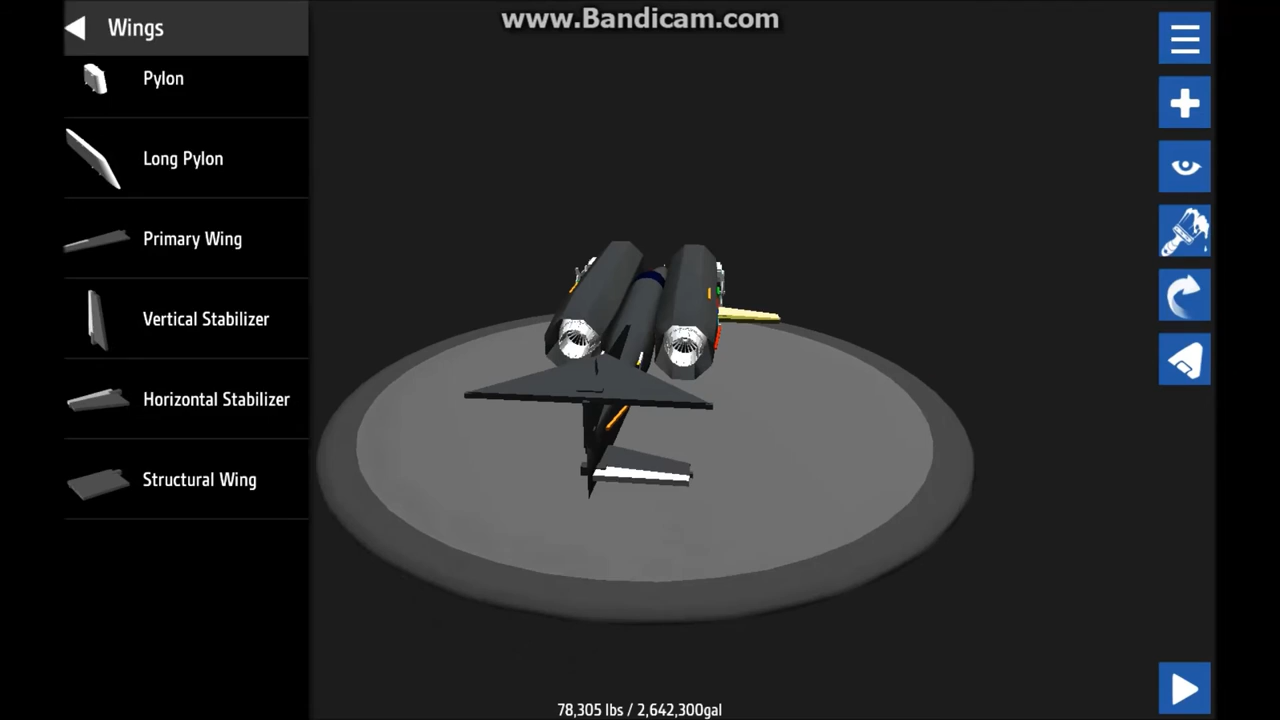 www.Bandicam.com
Wings
Pylon
Long Pylon
Primary Wing
Vertical Stabilizer
Horizontal Stabilizer
Structural Wing
78,305 lbs / 2,642,300gal